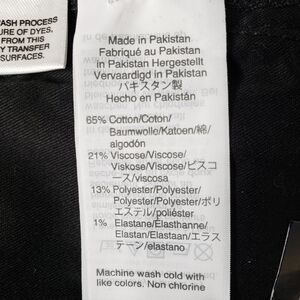 ASH PROCESS
URE OF DYES.
FROM THIS
Y TRANSFER
SURFACES.
Made in Pakistan
Fabriqué au Pakistan
in Pakistan Hergestellt
Vervaardigd in Pakistan
パキスタン製
Hecho en Pakistán
65% Cotton/Coton/
Baumwolle/Katoen/綿/
algodón
21% Viscose/Viscose/
Viskose/Viscose/ビスコ
ース/viscosa
13% Polyester/Polyester/
Polyester/Polyester/ポリ
エステル/poliéster
1% Elastane/Élasthanne/
Elastan/Elastaan/エラス
テーン/elastano
Machine wash cold with
like colors. Non chlorine